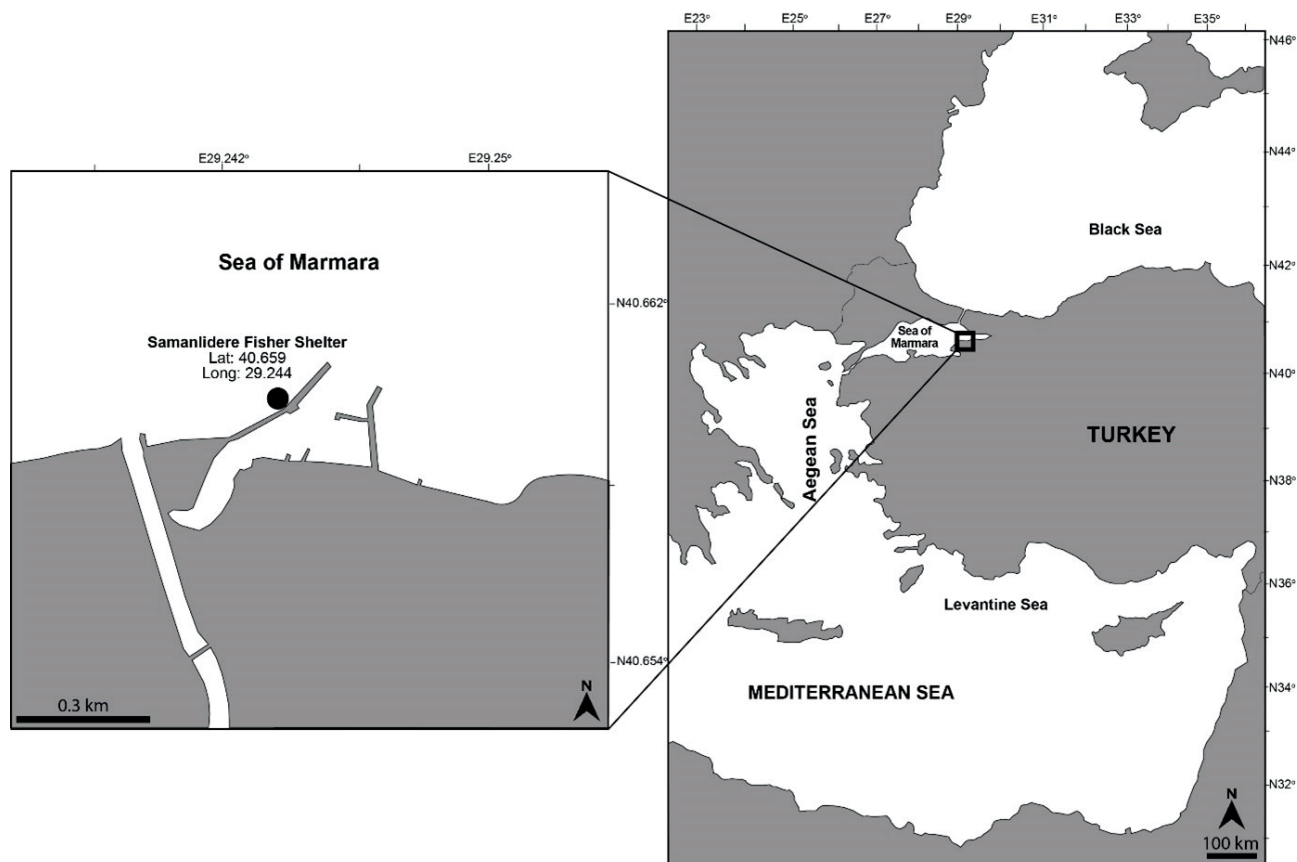 E29.242°
E29.25°
Sea of Marmara
N40.662°
Samanlidere Fisher Shelter
Lat: 40.659
Long: 29.244
N40.654°
0.3 km
N
E23°
E25°
E27°
E29°
E31°
E33°
E35°
N46°
N44°
Black Sea
N42°
Sea of
Marmara
N40°
TURKEY
Aegean Sea
N38°
N36°
Levantine Sea
MEDITERRANEAN SEA
N34°
N32°
N
100 km